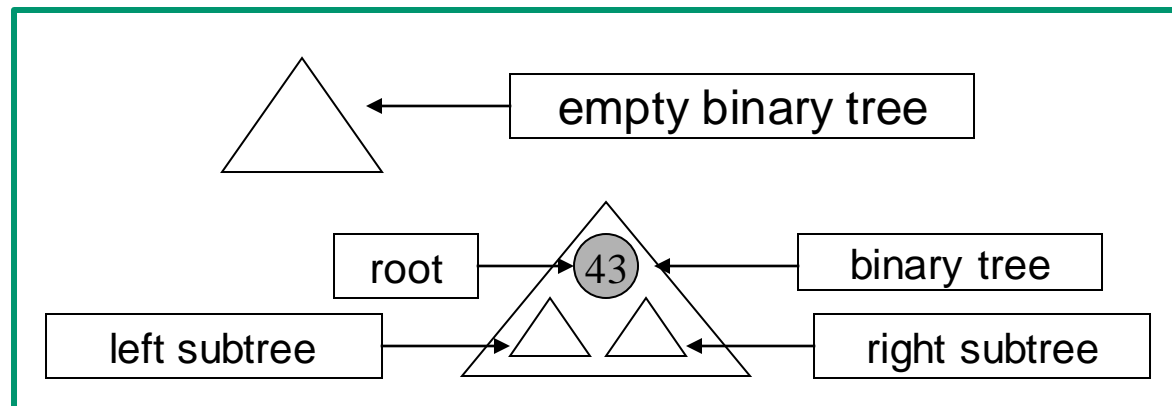 empty binary tree
root
43
binary tree
left subtree
right subtree